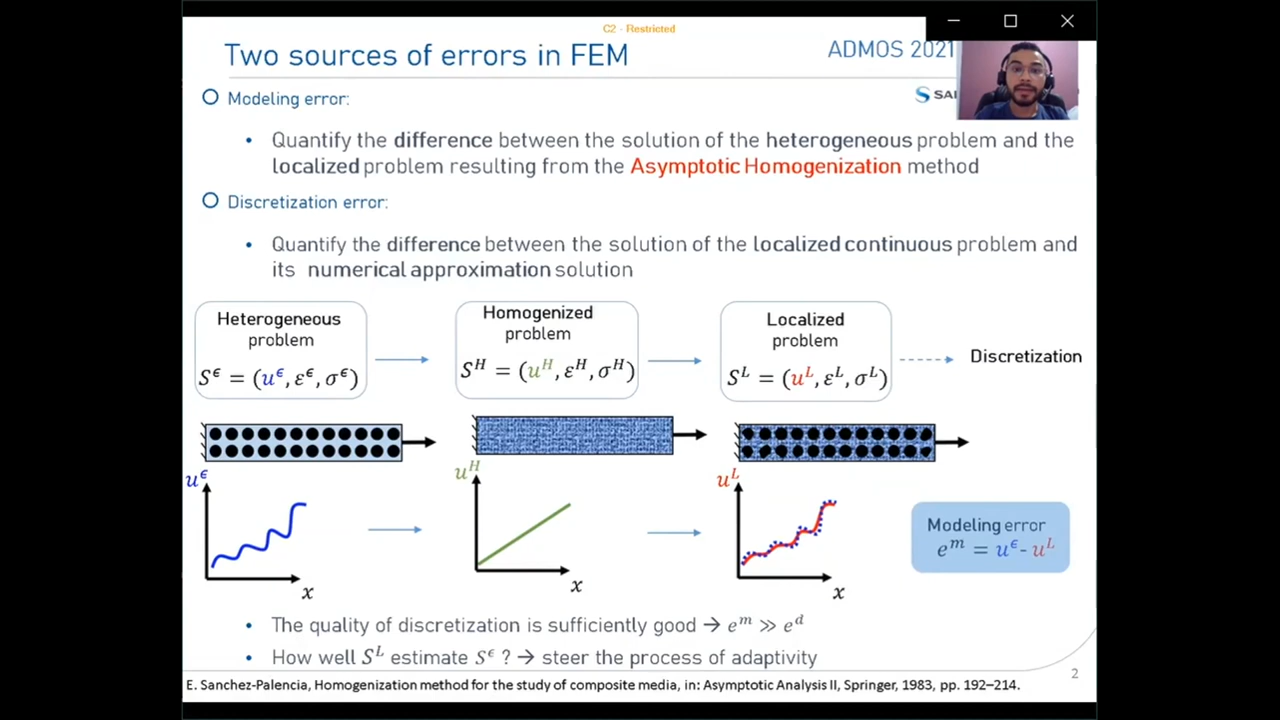 C2 - Restricted
Two sources of errors in FEM
ADMOS 2021
Modeling error:
• Quantify the difference between the solution of the heterogeneous problem and the
localized problem resulting from the Asymptotic Homogenization method
Discretization error:
• Quantify the difference between the solution of the localized continuous problem and
its numerical approximation solution
Heterogeneous
problem
S^ϵ = (u^ϵ, ε^ϵ, σ^ϵ)
Homogenized
problem
S^H = (u^H, ε^H, σ^H)
Localized
problem
S^L = (u^L, ε^L, σ^L)
Discretization
u^ϵ
x
u^H
x
u^L
x
Modeling error
e^m = u^ϵ - u^L
• The quality of discretization is sufficiently good → e^m ≫ e^d
• How well S^L estimate S^ϵ ? → steer the process of adaptivity
2
E. Sanchez-Palencia, Homogenization method for the study of composite media, in: Asymptotic Analysis II, Springer, 1983, pp. 192–214.